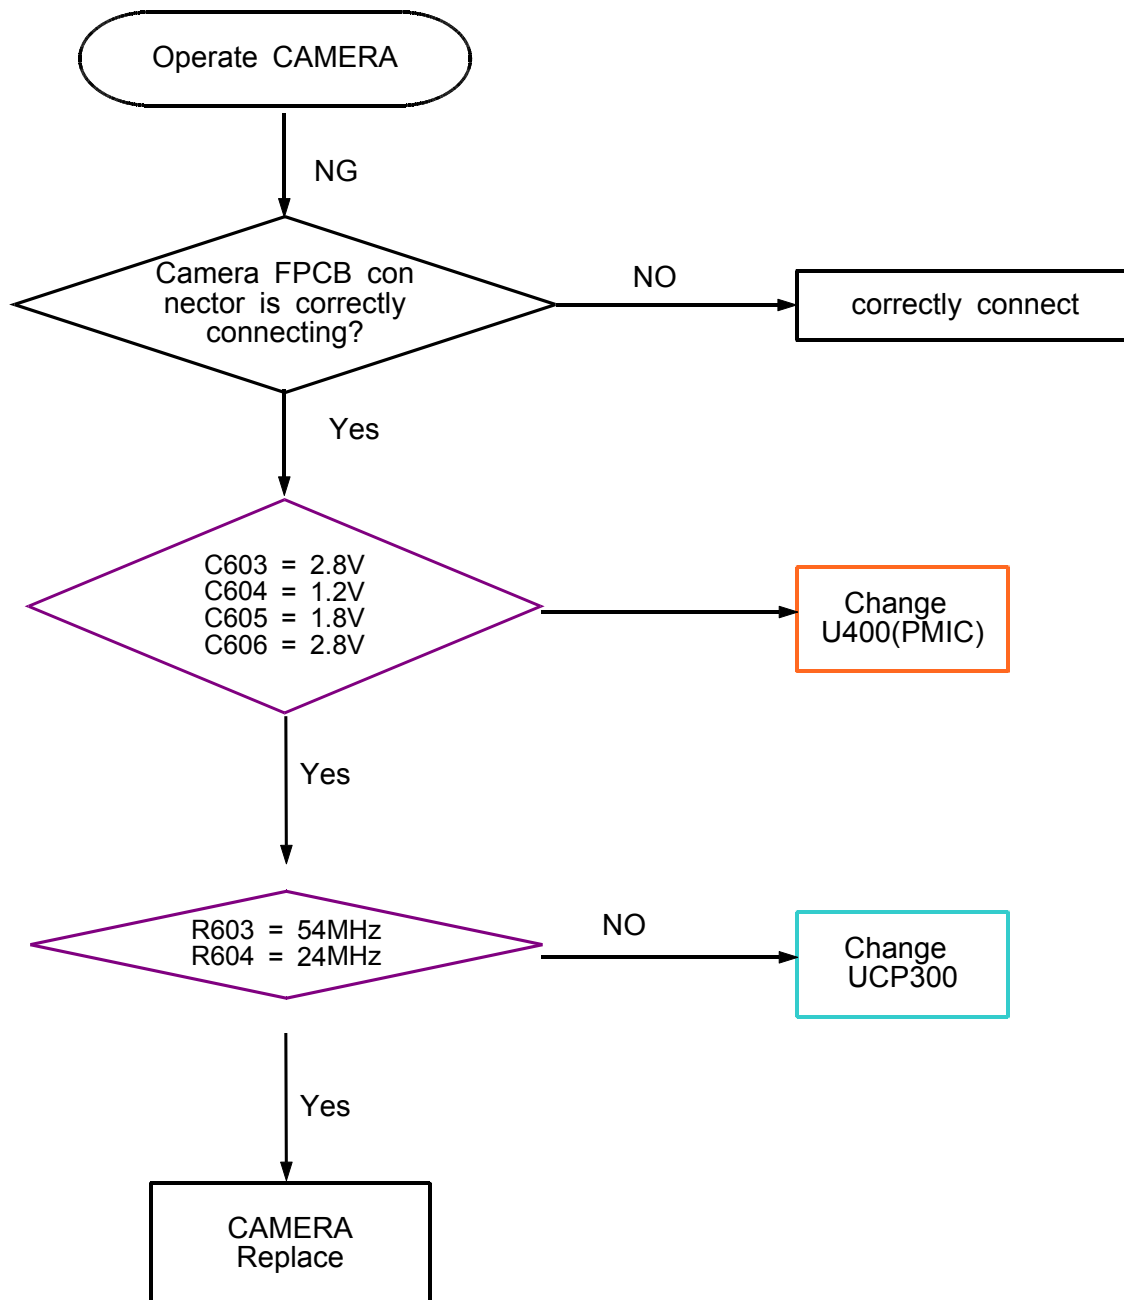 Operate CAMERA
NG
Camera FPCB con
nector is correctly
connecting?
NO
correctly connect
Yes
C603 = 2.8V
C604 = 1.2V
C605 = 1.8V
C606 = 2.8V
Change
U400(PMIC)
Yes
R603 = 54MHz
R604 = 24MHz
NO
Change
UCP300
Yes
CAMERA
Replace